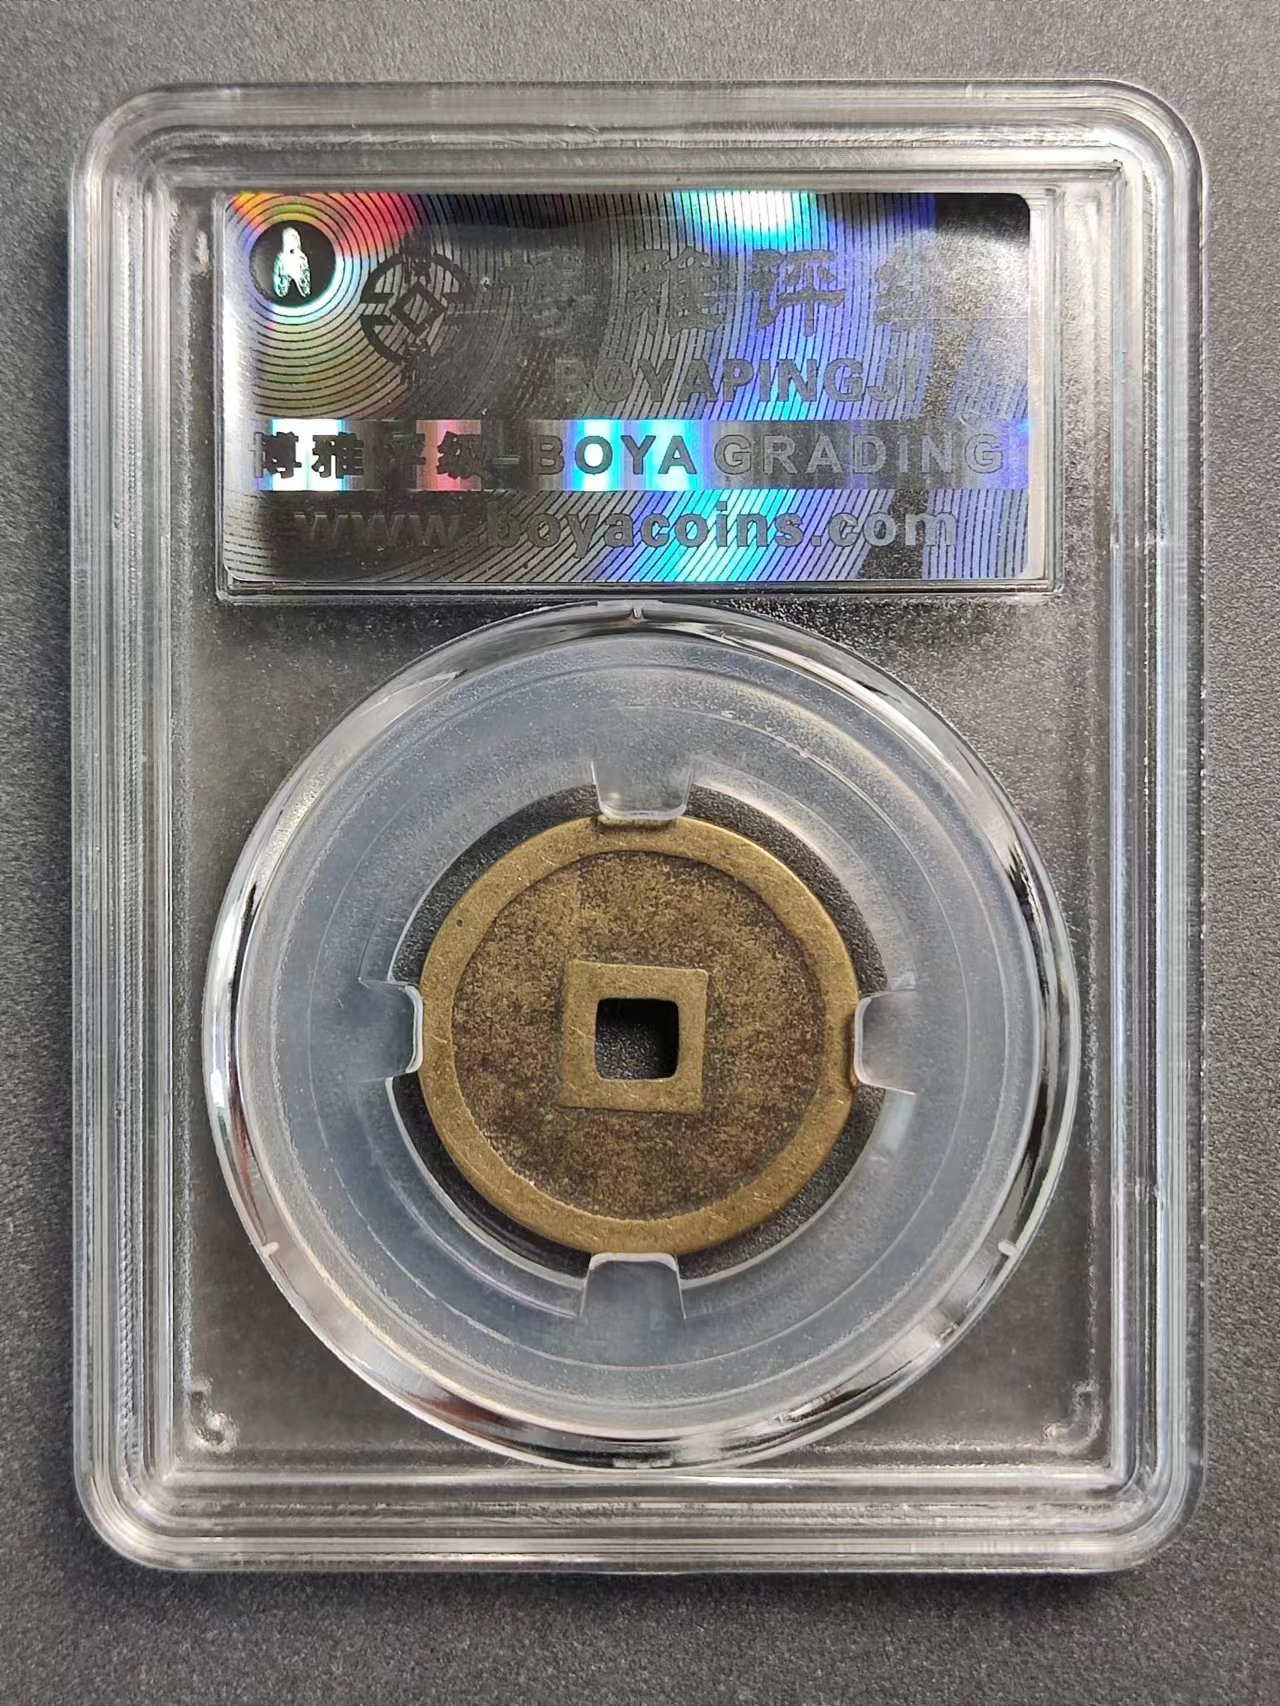 博雅评级
BOYAPINGJI
博雅评级-BOYA GRADING
www.boyacoins.com